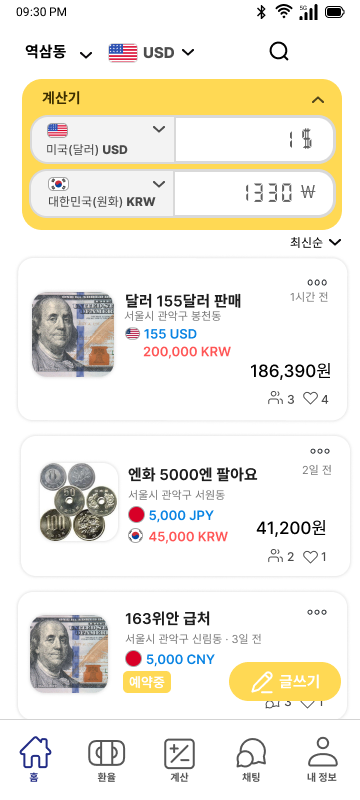 09:30 PM
5G
역삼동 USD
계산기
미국(달러) USD
1 $
대한민국(원화) KRW
1330 ₩
최신순
달러 155달러 판매
1시간 전
서울시 관악구 봉천동
155 USD
200,000 KRW
186,390원
3 4
엔화 5000엔 팔아요
2일 전
서울시 관악구 서원동
5,000 JPY
45,000 KRW
41,200원
2 1
163위안 급처
서울시 관악구 신림동 · 3일 전
5,000 CNY
예약중
글쓰기
3 1
홈 환율 계산 채팅 내 정보